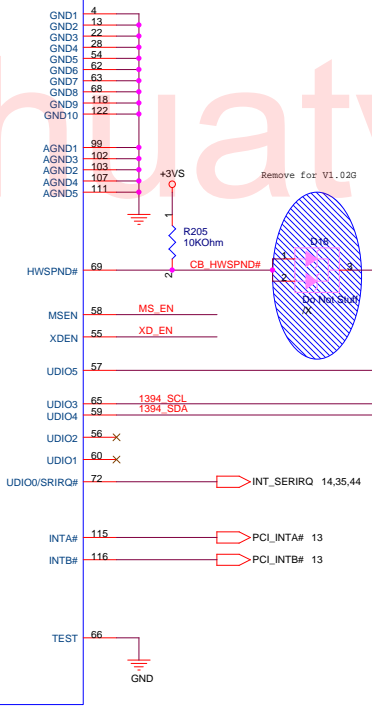 GND1 4
GND2 13
GND3 22
GND4 28
GND5 54
GND6 62
GND7 63
GND8 68
GND9 118
GND10 122
AGND1 99
AGND3 102
AGND2 103
AGND4 107
AGND5 111
+3VS
Remove for V1.02G
1
R205
10KOhm
2
D18
1
2
3
Do Not Stuff
/X
HWSPND# 69 CB_HWSPND#
MSEN 58 MS_EN
XDEN 55 XD_EN
UDIO5 57
UDIO3 65 1394_SCL
UDIO4 59 1394_SDA
UDIO2 56
UDIO1 60
UDIO0/SRIRQ# 72 INT_SERIRQ 14,35,44
INTA# 115 PCI_INTA# 13
INTB# 116 PCI_INTB# 13
TEST 66
GND
huat